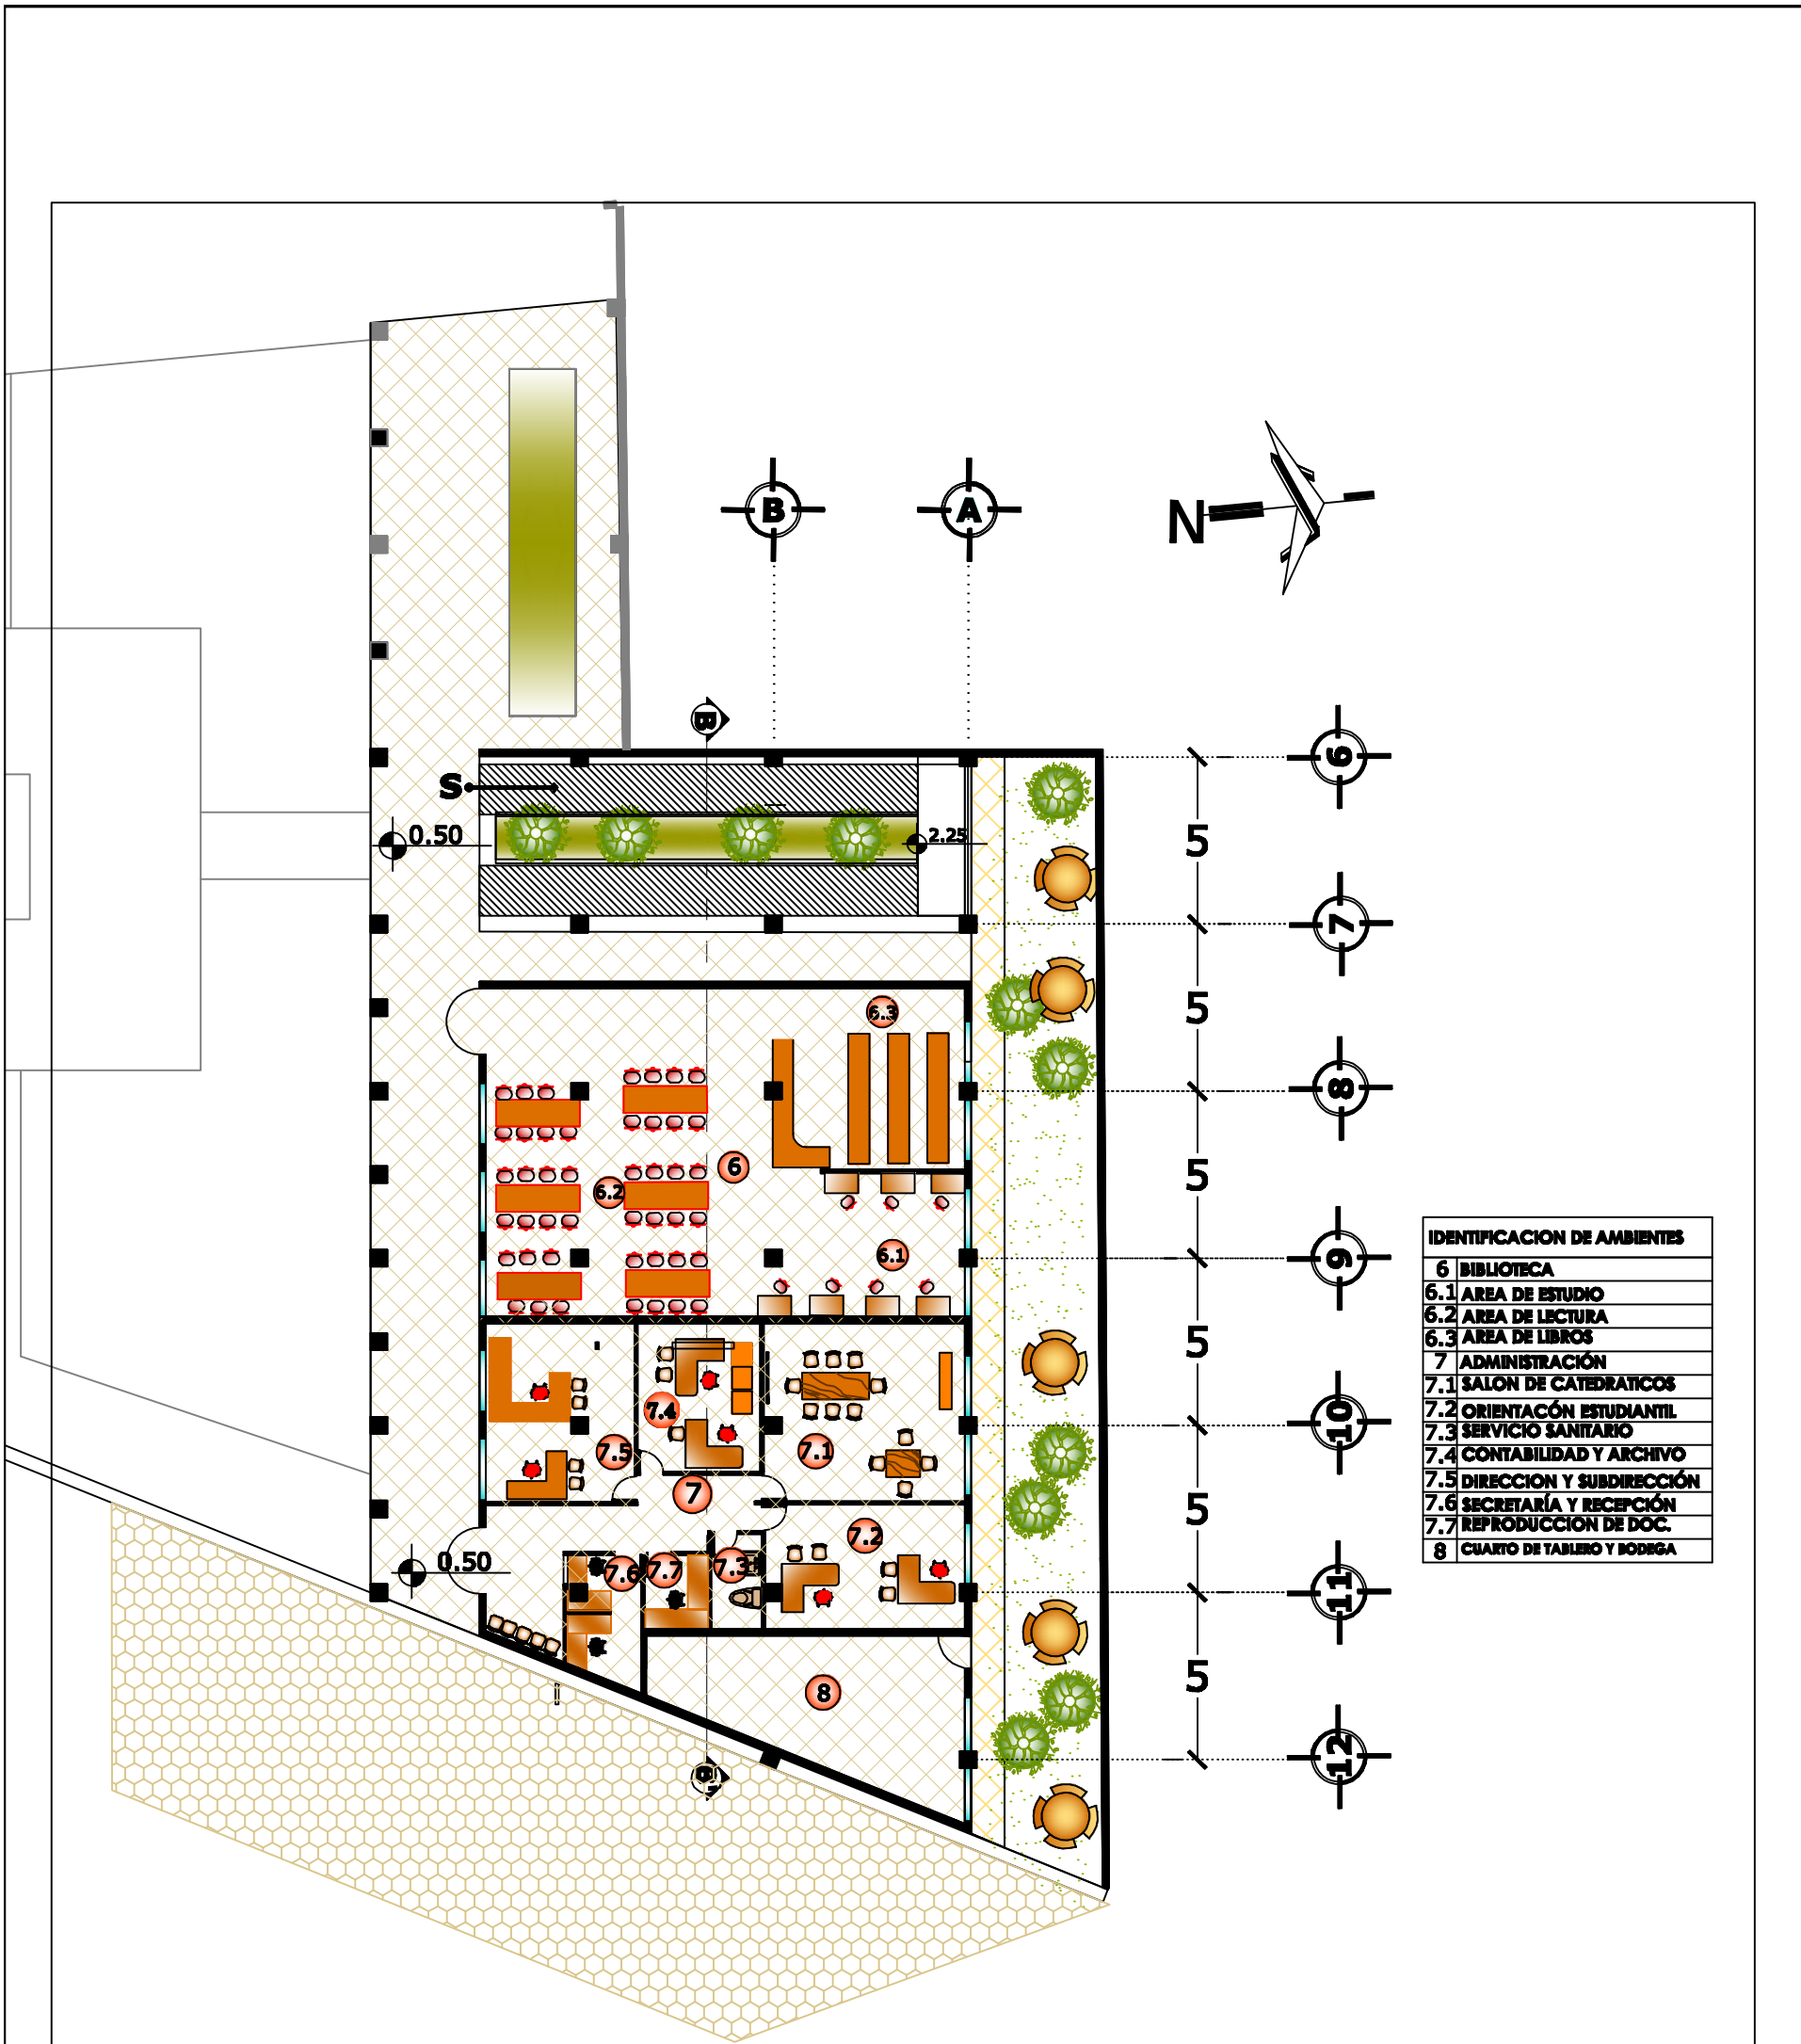 B
A
N
B
6
S
0.50
2.25
5
7
5
6.3
8
6
5
6.2
6.1
9
IDENTIFICACION DE AMBIENTES
6 BIBLIOTECA
6.1 AREA DE ESTUDIO
6.2 AREA DE LECTURA
6.3 AREA DE LIBROS
7 ADMINISTRACIÓN
7.1 SALON DE CATEDRATICOS
7.2 ORIENTACÓN ESTUDIANTIL
7.3 SERVICIO SANITARIO
7.4 CONTABILIDAD Y ARCHIVO
7.5 DIRECCION Y SUBDIRECCIÓN
7.6 SECRETARÍA Y RECEPCIÓN
7.7 REPRODUCCION DE DOC.
8 CUARTO DE TABLERO Y BODEGA
5
7.4
10
7.5
7.1
7
5
7.2
0.50
7.6
7.7
7.3
11
5
8
12